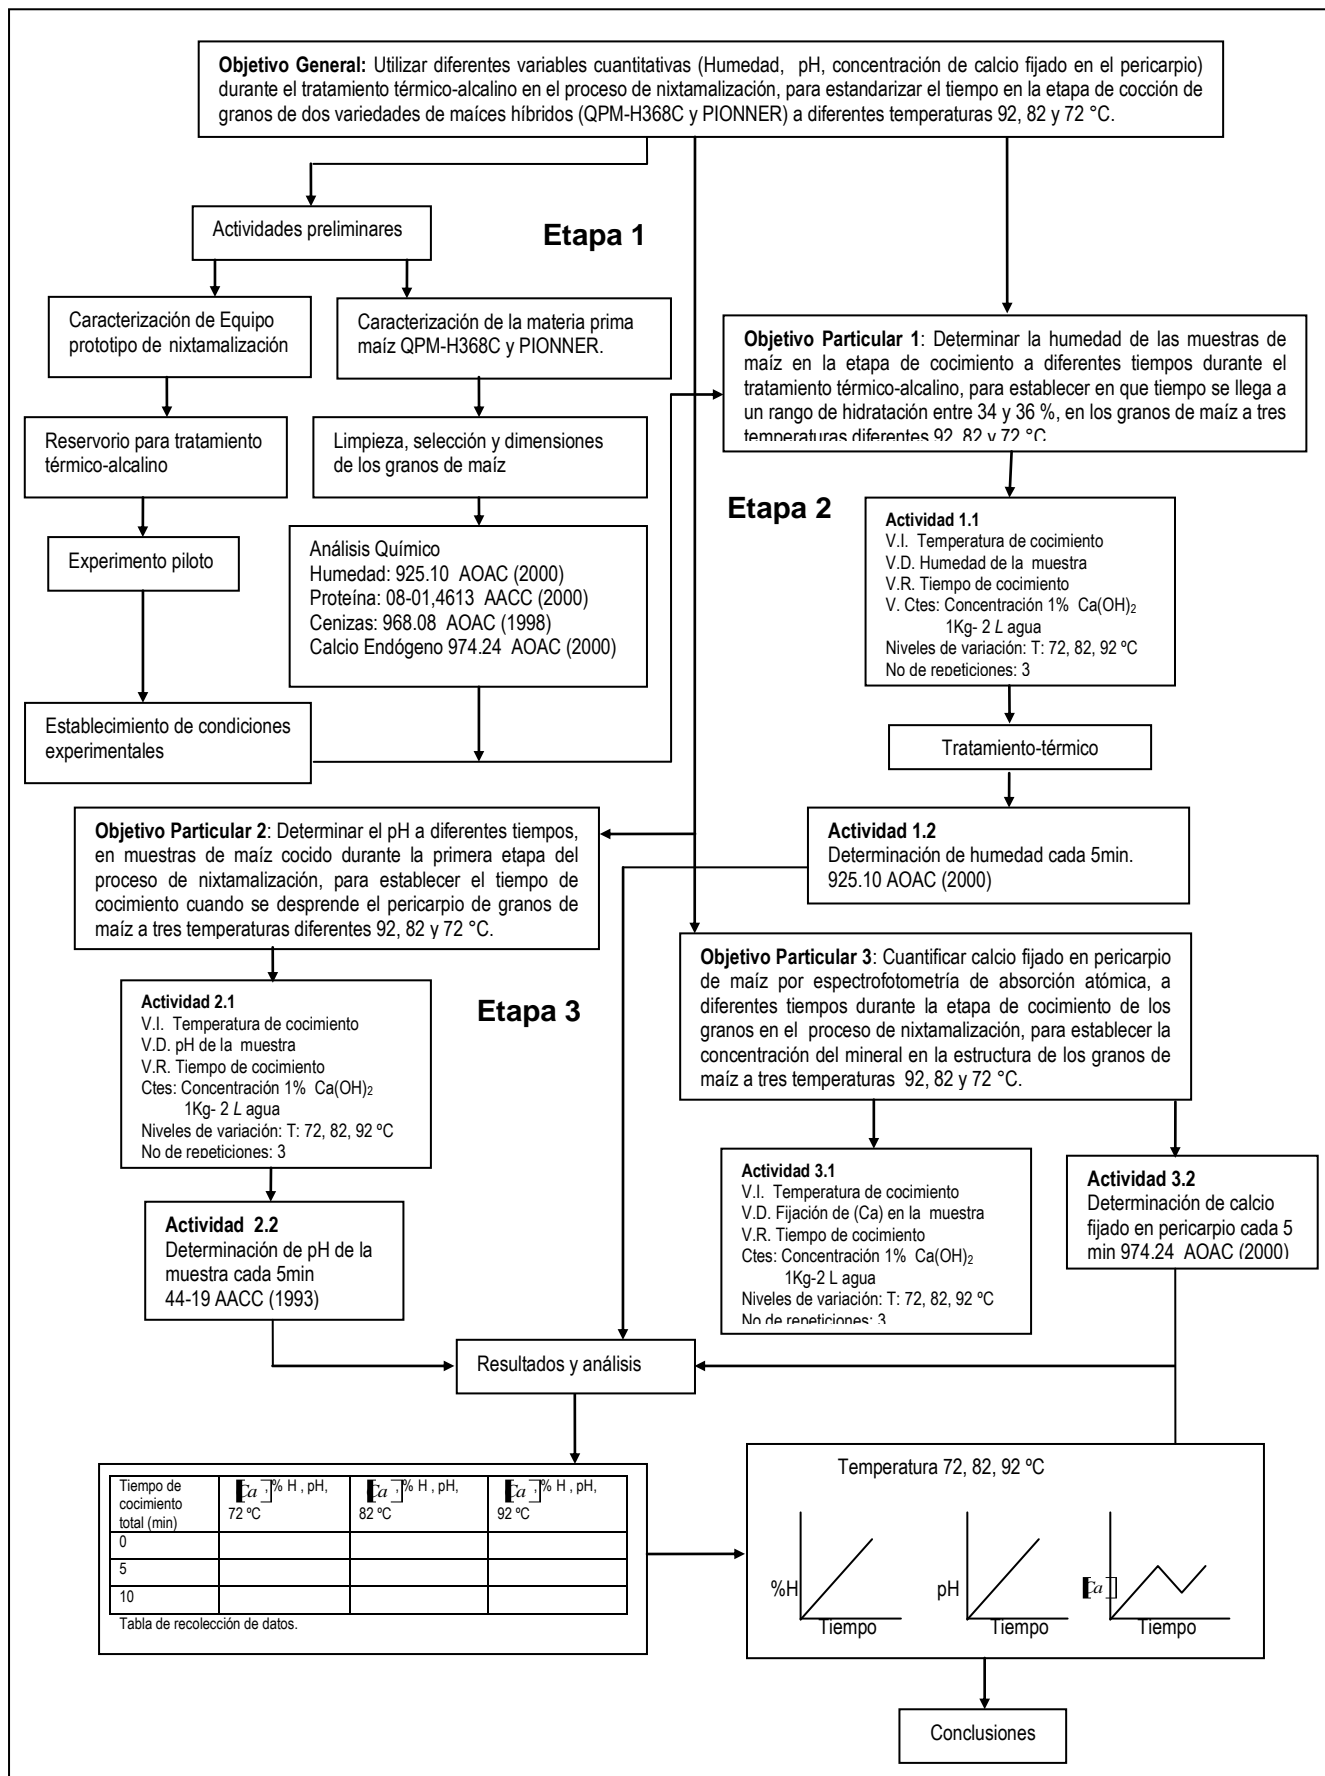 Objetivo General: Utilizar diferentes variables cuantitativas (Humedad, pH, concentración de calcio fijado en el pericarpio)
durante el tratamiento térmico-alcalino en el proceso de nixtamalización, para estandarizar el tiempo en la etapa de cocción de
granos de dos variedades de maíces híbridos (QPM-H368C y PIONNER) a diferentes temperaturas 92, 82 y 72 °C.
Actividades preliminares
Etapa 1
Caracterización de Equipo
prototipo de nixtamalización
Caracterización de la materia prima
maíz QPM-H368C y PIONNER.
Reservorio para tratamiento
térmico-alcalino
Limpieza, selección y dimensiones
de los granos de maíz
Experimento piloto
Análisis Químico
Humedad: 925.10 AOAC (2000)
Proteína: 08-01,4613 AACC (2000)
Cenizas: 968.08 AOAC (1998)
Calcio Endógeno 974.24 AOAC (2000)
Establecimiento de condiciones
experimentales
Objetivo Particular 1: Determinar la humedad de las muestras de
maíz en la etapa de cocimiento a diferentes tiempos durante el
tratamiento térmico-alcalino, para establecer en que tiempo se llega
a un rango de hidratación entre 34 y 36 %, en los granos de maíz a tres
temperaturas diferentes 92, 82 y 72 °C
Etapa 2
Actividad 1.1
V.I. Temperatura de cocimiento
V.D. Humedad de la muestra
V.R. Tiempo de cocimiento
V. Ctes: Concentración 1% Ca(OH)₂
1Kg- 2 L agua
Niveles de variación: T: 72, 82, 92 ºC
No de repeticiones: 3
Tratamiento-térmico
Actividad 1.2
Determinación de humedad cada 5min.
925.10 AOAC (2000)
Objetivo Particular 2: Determinar el pH a diferentes tiempos,
en muestras de maíz cocido durante la primera etapa del
proceso de nixtamalización, para establecer el tiempo de
cocimiento cuando se desprende el pericarpio de granos de
maíz a tres temperaturas diferentes 92, 82 y 72 °C.
Etapa 3
Actividad 2.1
V.I. Temperatura de cocimiento
V.D. pH de la muestra
V.R. Tiempo de cocimiento
Ctes: Concentración 1% Ca(OH)₂
1Kg- 2 L agua
Niveles de variación: T: 72, 82, 92 ºC
No de repeticiones: 3
Actividad 2.2
Determinación de pH de la
muestra cada 5min
44-19 AACC (1993)
Objetivo Particular 3: Cuantificar calcio fijado en pericarpio
de maíz por espectrofotometría de absorción atómica, a
diferentes tiempos durante la etapa de cocimiento de los
granos en el proceso de nixtamalización, para establecer la
concentración del mineral en la estructura de los granos de
maíz a tres temperaturas 92, 82 y 72 °C.
Actividad 3.1
V.I. Temperatura de cocimiento
V.D. Fijación de (Ca) en la muestra
V.R. Tiempo de cocimiento
Ctes: Concentración 1% Ca(OH)₂
1Kg-2 L agua
Niveles de variación: T: 72, 82, 92 ºC
No de repeticiones: 3
Actividad 3.2
Determinación de calcio
fijado en pericarpio cada 5
min 974.24 AOAC (2000)
Resultados y análisis
Tiempo de
cocimiento
total (min)
[Ca], % H , pH,
72 ºC
[Ca], % H , pH,
82 ºC
[Ca], % H , pH,
92 ºC
0
5
10
Tabla de recolección de datos.
Temperatura 72, 82, 92 ºC
%H
Tiempo
pH
Tiempo
[Ca]
Tiempo
Conclusiones